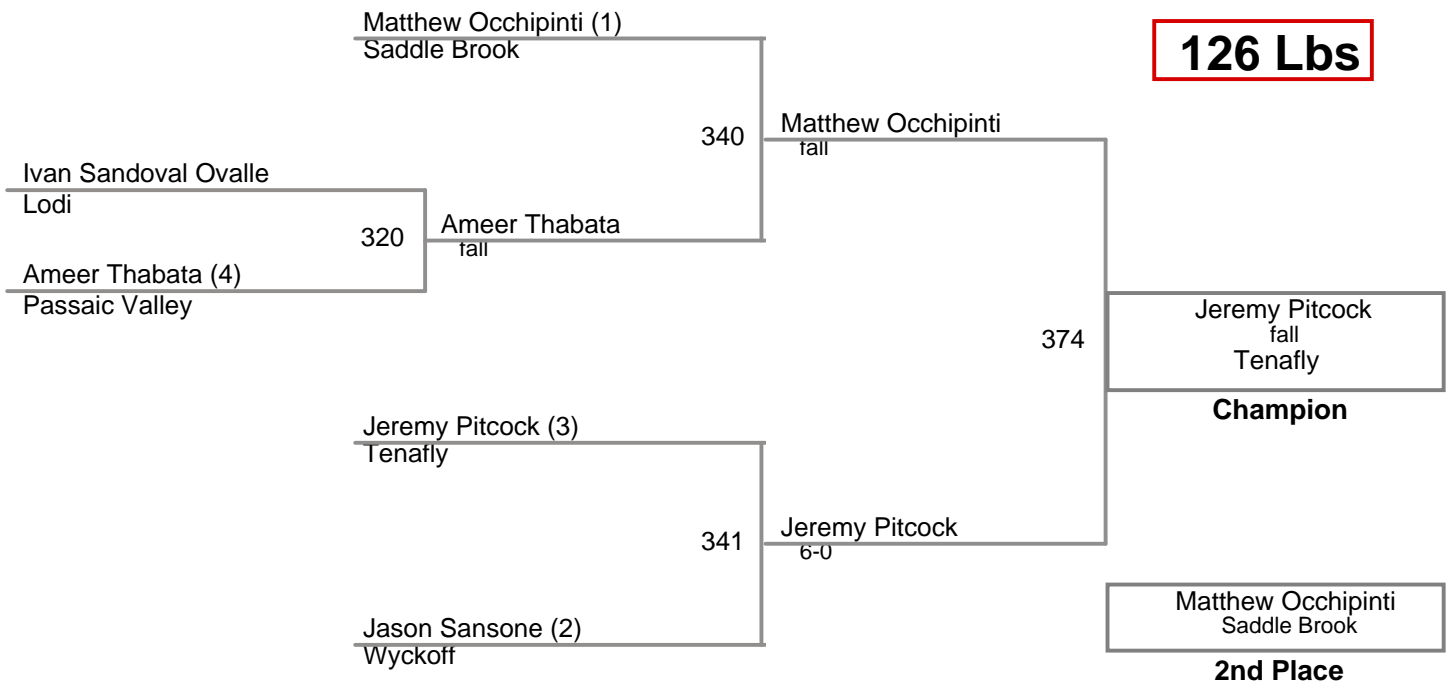 Matthew Occhipinti (1)
Saddle Brook
126 Lbs
340
Matthew Occhipinti
fall
Ivan Sandoval Ovalle
Lodi
320
Ameer Thabata
fall
Ameer Thabata (4)
Passaic Valley
374
Jeremy Pitcock
fall
Tenafly
Champion
Jeremy Pitcock (3)
Tenafly
341
Jeremy Pitcock
6-0
Jason Sansone (2)
Wyckoff
Matthew Occhipinti
Saddle Brook
2nd Place